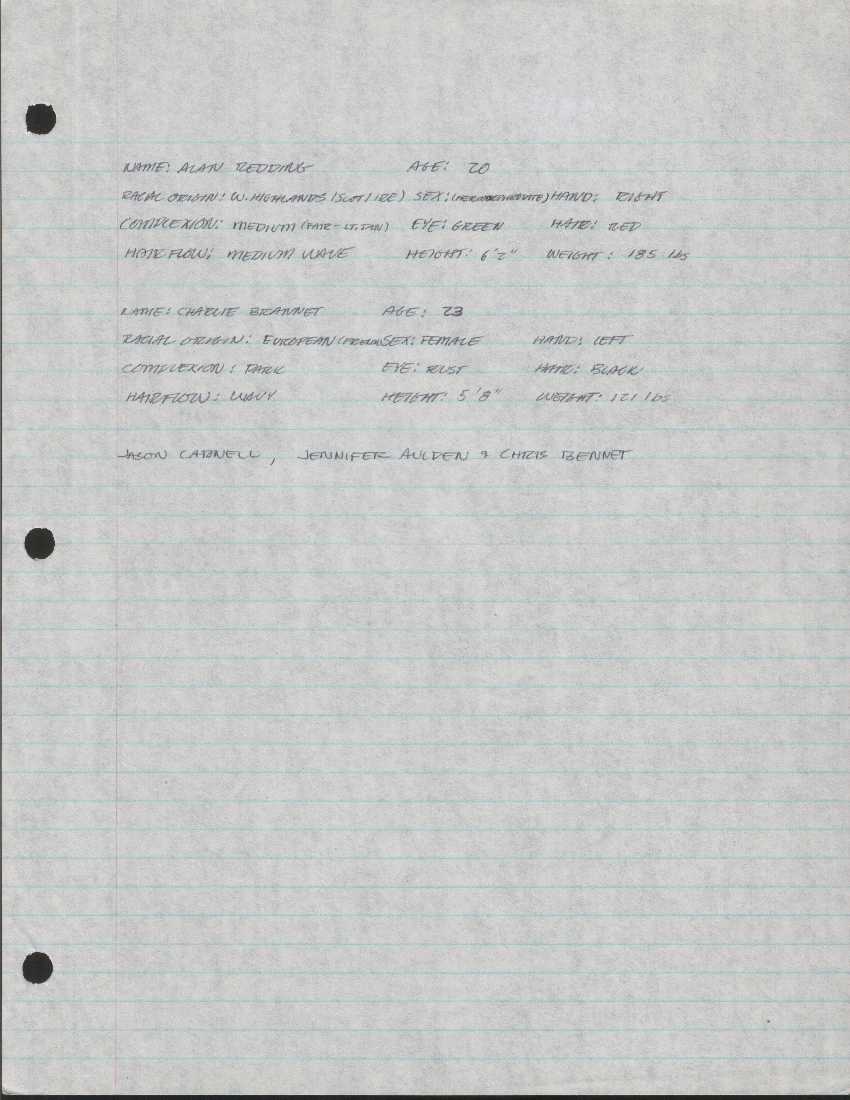 NAME: ALAN REDDING AGE: 20
RACIAL ORIGIN: W. HIGHLANDS (SCOT/IRE) SEX: (HERMAPHRODITE) HAND: RIGHT
COMPLEXION: MEDIUM (FAIR-LT. TAN) EYE: GREEN HAIR: RED
HAIR FLOW: MEDIUM WAVE HEIGHT: 6'2" WEIGHT: 185 lbs
NAME: CHARLIE BRANNET AGE: 23
RACIAL ORIGIN: EUROPEAN (FRENCH) SEX: FEMALE HAND: LEFT
COMPLEXION: DARK EYE: RUST HAIR: BLACK
HAIRFLOW: WAVY HEIGHT: 5'8" WEIGHT: 121 lbs
JASON CARNELL, JENNIFER AULDEN & CHRIS BENNET